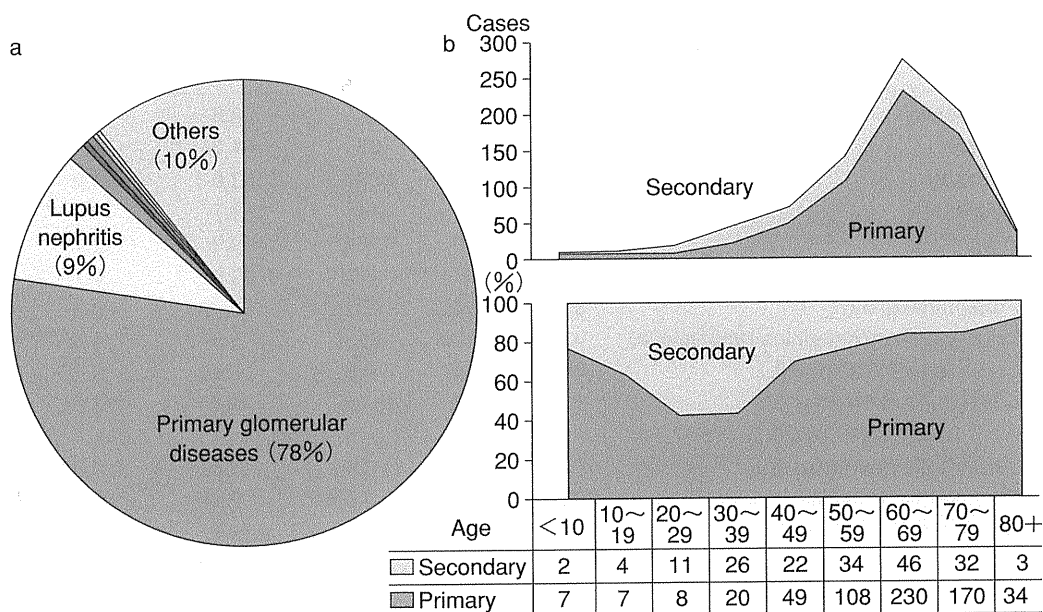 a
Others
(10%)
Lupus
nephritis
(9%)
Primary glomerular
diseases (78%)
b
Cases
300
250
200
150
100
50
0
Secondary
Primary
(%)
100
80
60
40
20
0
Secondary
Primary
Age <10 10~19 20~29 30~39 40~49 50~59 60~69 70~79 80+
Secondary 2 4 11 26 22 34 46 32 3
Primary 7 7 8 20 49 108 230 170 34